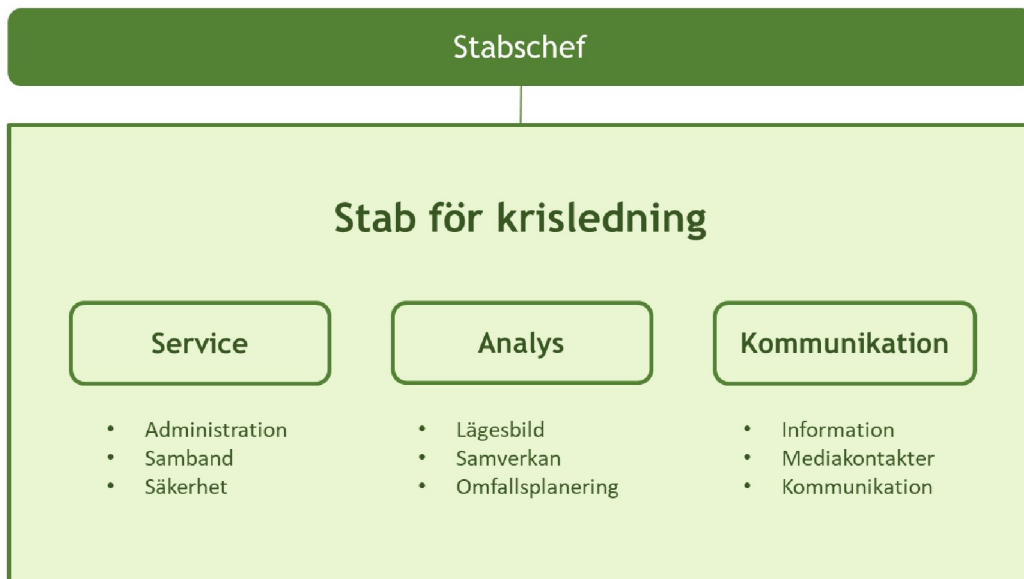 Stabschef
Stab för krisledning
Service
• Administration
• Samband
• Säkerhet
Analys
• Lägesbild
• Samverkan
• Omfallsplanering
Kommunikation
• Information
• Mediakontakter
• Kommunikation